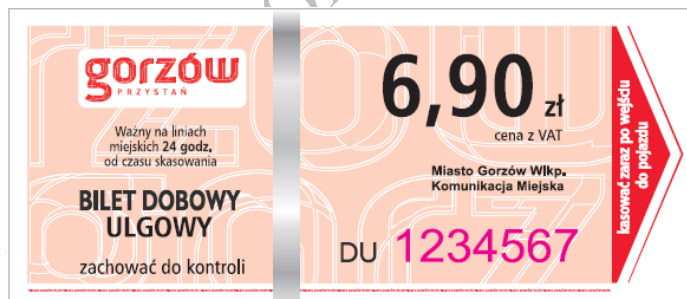 gorzów
PRZYSTAŃ
Ważny na liniach
miejskich 24 godz.
od czasu skasowania
BILET DOBOWY
ULGOWY
zachować do kontroli
6,90 zł
cena z VAT
Miasto Gorzów Wlkp.
Komunikacja Miejska
DU 1234567
kasować zaraz po wejściu
do pojazdu